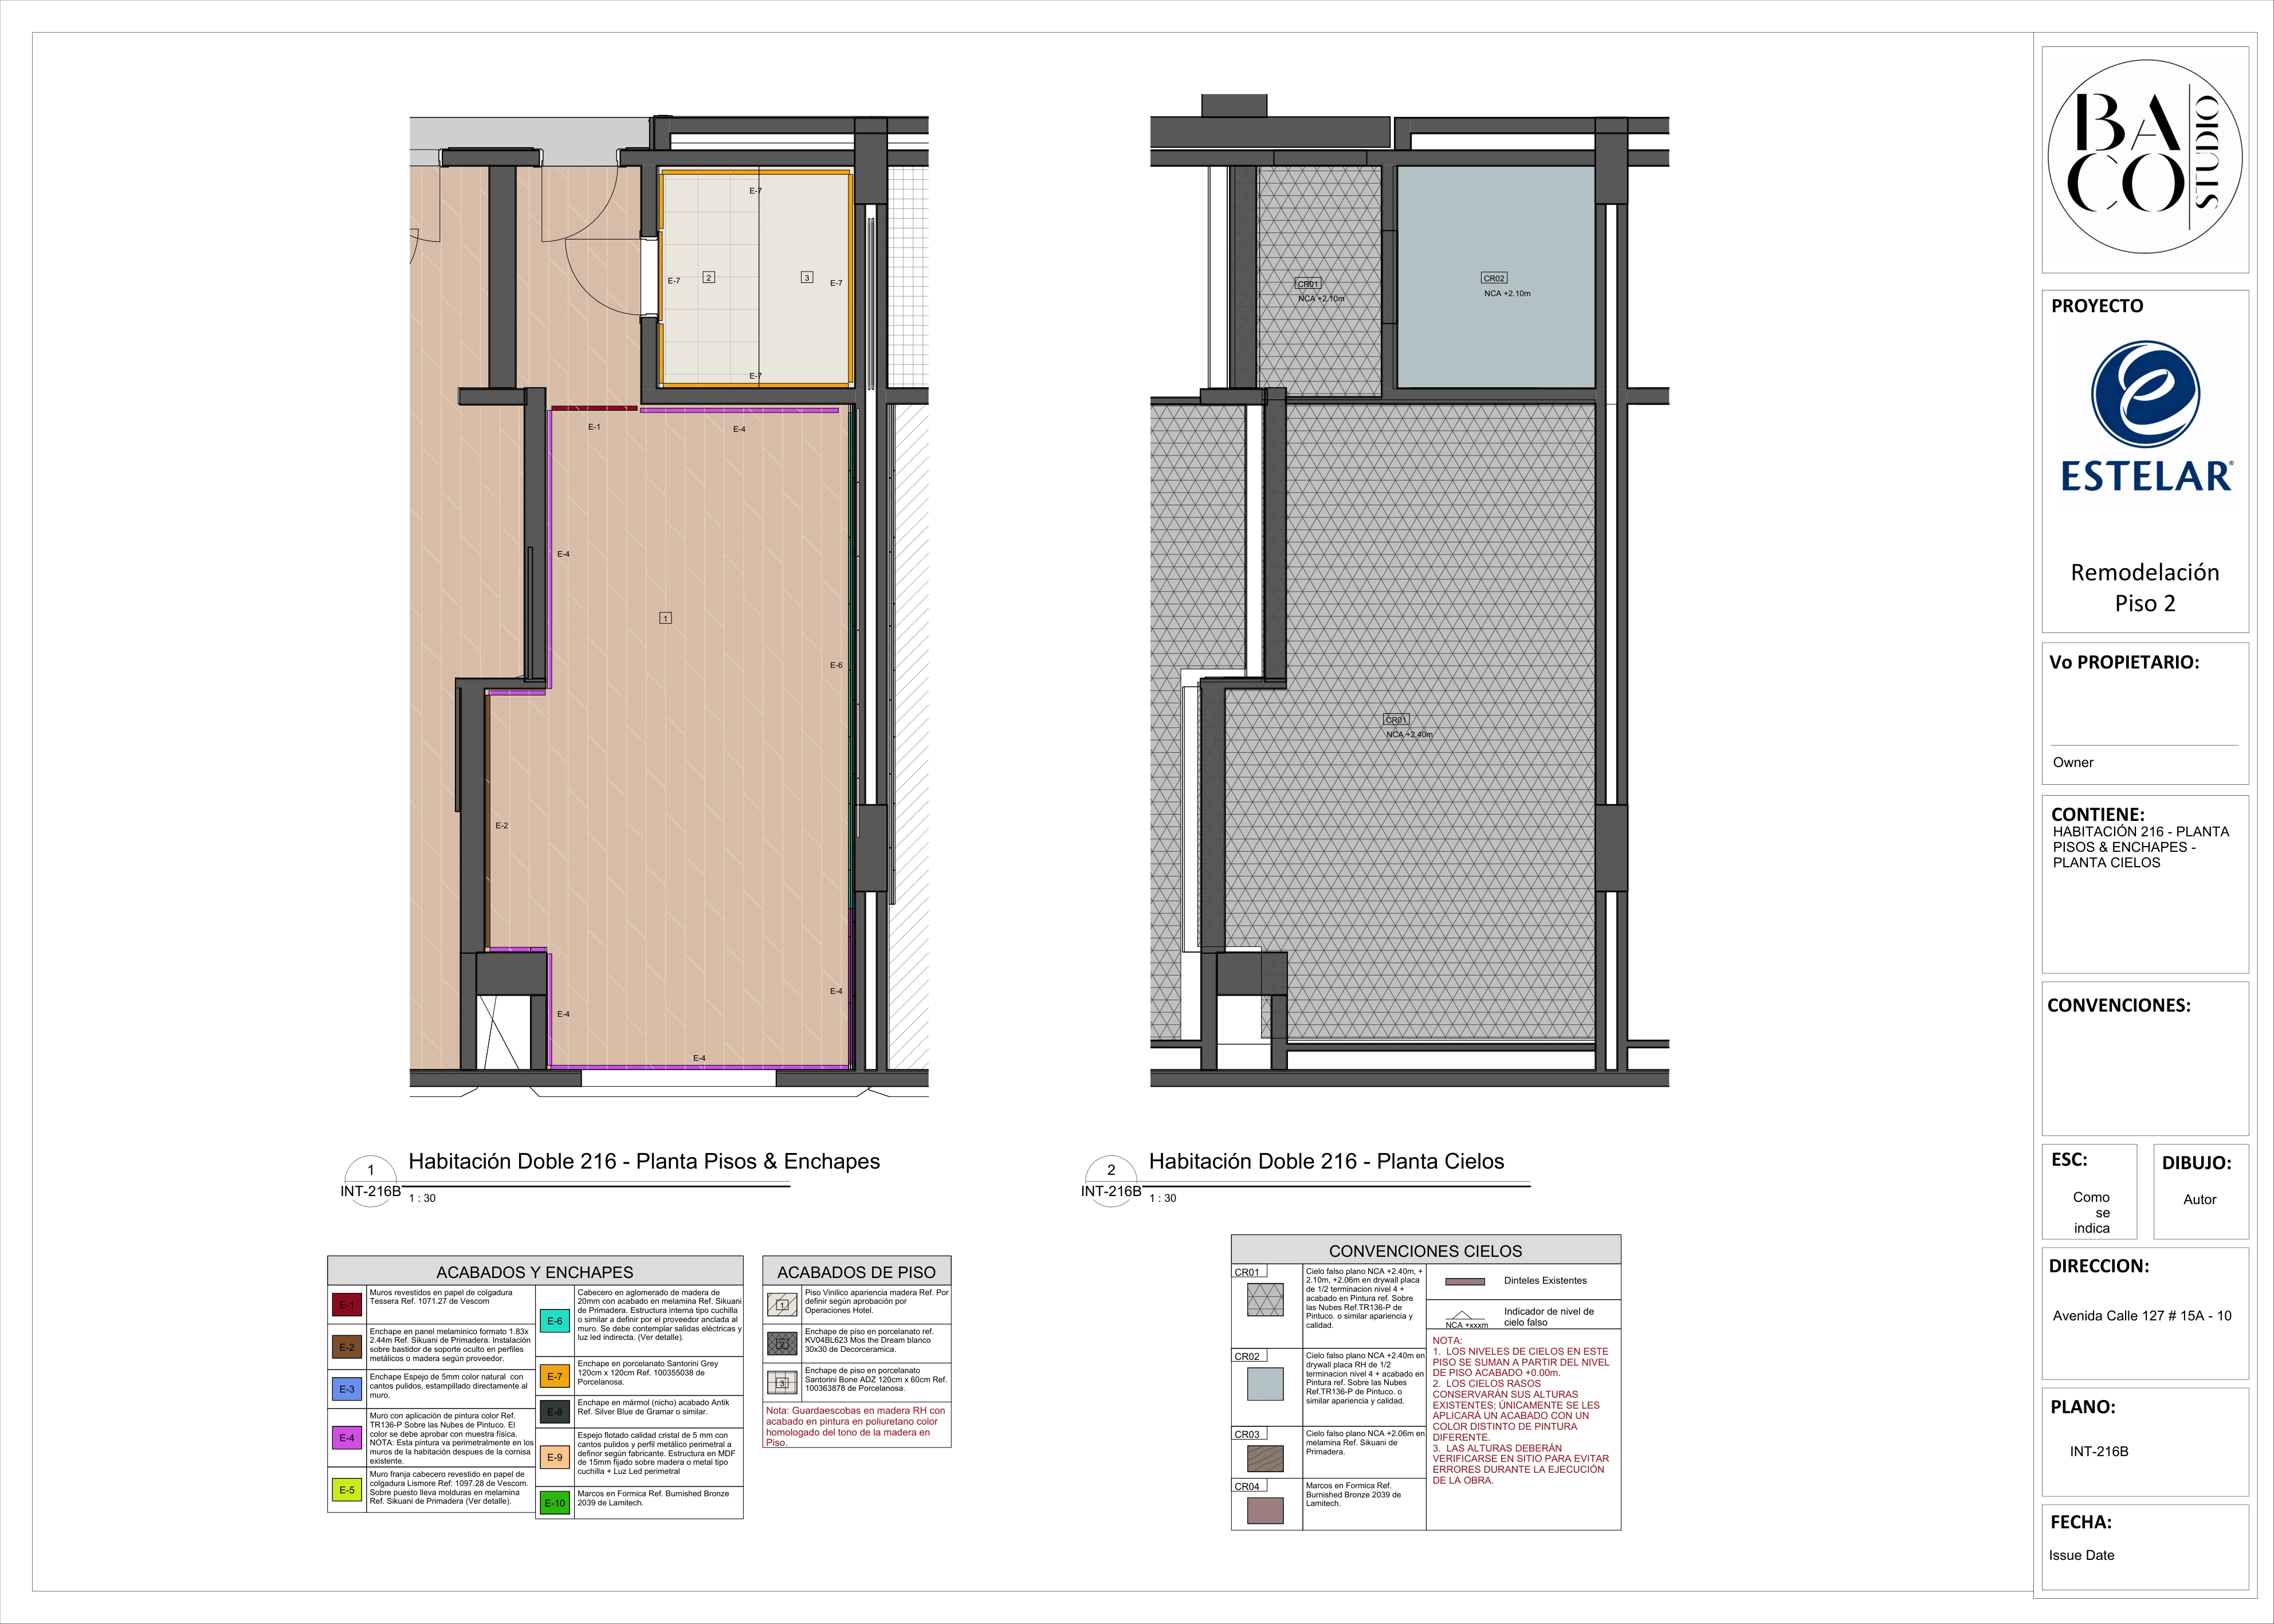 E-7
E-7
2
3
E-7
E-7
E-1
E-4
E-4
1
E-6
E-2
E-4
E-4
E-4
1
INT-216B
Habitación Doble 216 - Planta Pisos & Enchapes
1 : 30
CR01
NCA +2.10m
CR02
NCA +2.10m
CR01
NCA +2.40m
2
INT-216B
Habitación Doble 216 - Planta Cielos
1 : 30
ACABADOS Y ENCHAPES
E-1
Muros revestidos en papel de colgadura
Tessera Ref. 1071.27 de Vescom
E-2
Enchape en panel melaminico formato 1.83x
2.44m Ref. Sikuani de Primadera. Instalación
sobre bastidor de soporte oculto en perfiles
metálicos o madera según proveedor.
E-3
Enchape Espejo de 5mm color natural con
cantos pulidos, estampillado directamente al
muro.
E-4
Muro con aplicación de pintura color Ref.
TR136-P Sobre las Nubes de Pintuco. El
color se debe aprobar con muestra física.
NOTA: Esta pintura va perimetralmente en los
muros de la habitación despues de la cornisa
existente.
E-5
Muro franja cabecero revestido en papel de
colgadura Lismore Ref: 1097.28 de Vescom.
Sobre puesto lleva molduras en melamina
Ref. Sikuani de Primadera (Ver detalle).
E-6
Cabecero en aglomerado de madera de
20mm con acabado en melamina Ref. Sikuani
de Primadera. Estructura interna tipo cuchilla
o similar a definir por el proveedor anclada al
muro. Se debe contemplar salidas eléctricas y
luz led indirecta. (Ver detalle).
E-7
Enchape en porcelanato Santorini Grey
120cm x 120cm Ref. 100355038 de
Porcelanosa.
E-8
Enchape en mármol (nicho) acabado Antik
Ref. Silver Blue de Gramar o similar.
E-9
Espejo flotado calidad cristal de 5 mm con
cantos pulidos y perfil metálico perimetral a
definor según fabricante. Estructura en MDF
de 15mm fijado sobre madera o metal tipo
cuchilla + Luz Led perimetral
E-10
Marcos en Formica Ref. Burnished Bronze
2039 de Lamitech.
ACABADOS DE PISO
1
Piso Vinilico apariencia madera Ref. Por
definir según aprobación por
Operaciones Hotel.
2
Enchape de piso en porcelanato ref.
KV04BL623 Mos the Dream blanco
30x30 de Decorceramica.
3
Enchape de piso en porcelanato
Santorini Bone ADZ 120cm x 60cm Ref.
100363878 de Porcelanosa.
Nota: Guardaescobas en madera RH con
acabado en pintura en poliuretano color
homologado del tono de la madera en
Piso.
CONVENCIONES CIELOS
CR01
Cielo falso plano NCA +2.40m, +
2.10m, +2.06m en drywall placa
de 1/2 terminacion nivel 4 +
acabado en Pintura ref. Sobre
las Nubes Ref.TR136-P de
Pintuco. o similar apariencia y
calidad.
CR02
Cielo falso plano NCA +2.40m en
drywall placa RH de 1/2
terminacion nivel 4 + acabado en
Pintura ref. Sobre las Nubes
Ref.TR136-P de Pintuco. o
similar apariencia y calidad.
CR03
Cielo falso plano NCA +2.06m en
melamina Ref. Sikuani de
Primadera.
CR04
Marcos en Formica Ref.
Burnished Bronze 2039 de
Lamitech.
Dinteles Existentes
NCA +xxxm
Indicador de nivel de
cielo falso
NOTA:
1. LOS NIVELES DE CIELOS EN ESTE
PISO SE SUMAN A PARTIR DEL NIVEL
DE PISO ACABADO +0.00m.
2. LOS CIELOS RASOS
CONSERVARÁN SUS ALTURAS
EXISTENTES; ÚNICAMENTE SE LES
APLICARÁ UN ACABADO CON UN
COLOR DISTINTO DE PINTURA
DIFERENTE.
3. LAS ALTURAS DEBERÁN
VERIFICARSE EN SITIO PARA EVITAR
ERRORES DURANTE LA EJECUCIÓN
DE LA OBRA.
BACO
STUDIO
PROYECTO
ESTELAR®
Remodelación
Piso 2
Vo PROPIETARIO:
Owner
CONTIENE:
HABITACIÓN 216 - PLANTA
PISOS & ENCHAPES -
PLANTA CIELOS
CONVENCIONES:
ESC:
Como
se
indica
DIBUJO:
Autor
DIRECCION:
Avenida Calle 127 # 15A - 10
PLANO:
INT-216B
FECHA:
Issue Date